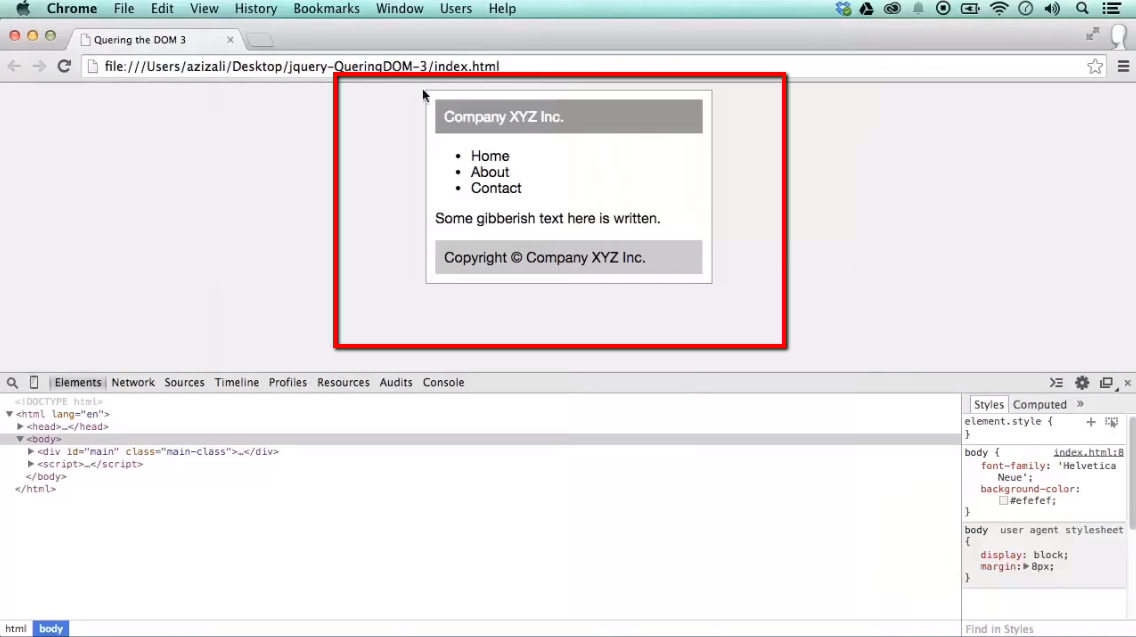 Chrome File Edit View History Bookmarks Window Users Help
Quering the DOM 3
file:///Users/azizali/Desktop/jquery-QueringDOM-3/index.html
Company XYZ Inc.
• Home
• About
• Contact
Some gibberish text here is written.
Copyright © Company XYZ Inc.
Elements Network Sources Timeline Profiles Resources Audits Console
<!DOCTYPE html>
<html lang="en">
<head>…</head>
<body>
<div id="main" class="main-class">…</div>
<script>…</script>
</body>
</html>
html body
Styles Computed »
element.style {
}
body { index.html:8
font-family: 'Helvetica
Neue';
background-color:
#efefef;
}
body user agent stylesheet
{
display: block;
margin: 8px;
}
Find in Styles